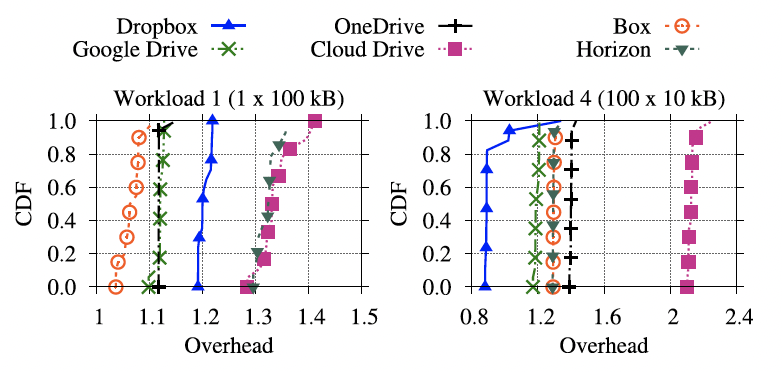 Dropbox OneDrive Box
Google Drive Cloud Drive Horizon
Workload 1 (1 x 100 kB)
CDF
1.0
0.8
0.6
0.4
0.2
0.0
1 1.1 1.2 1.3 1.4 1.5
Overhead
Workload 4 (100 x 10 kB)
CDF
1.0
0.8
0.6
0.4
0.2
0.0
0.8 1.2 1.6 2 2.4
Overhead